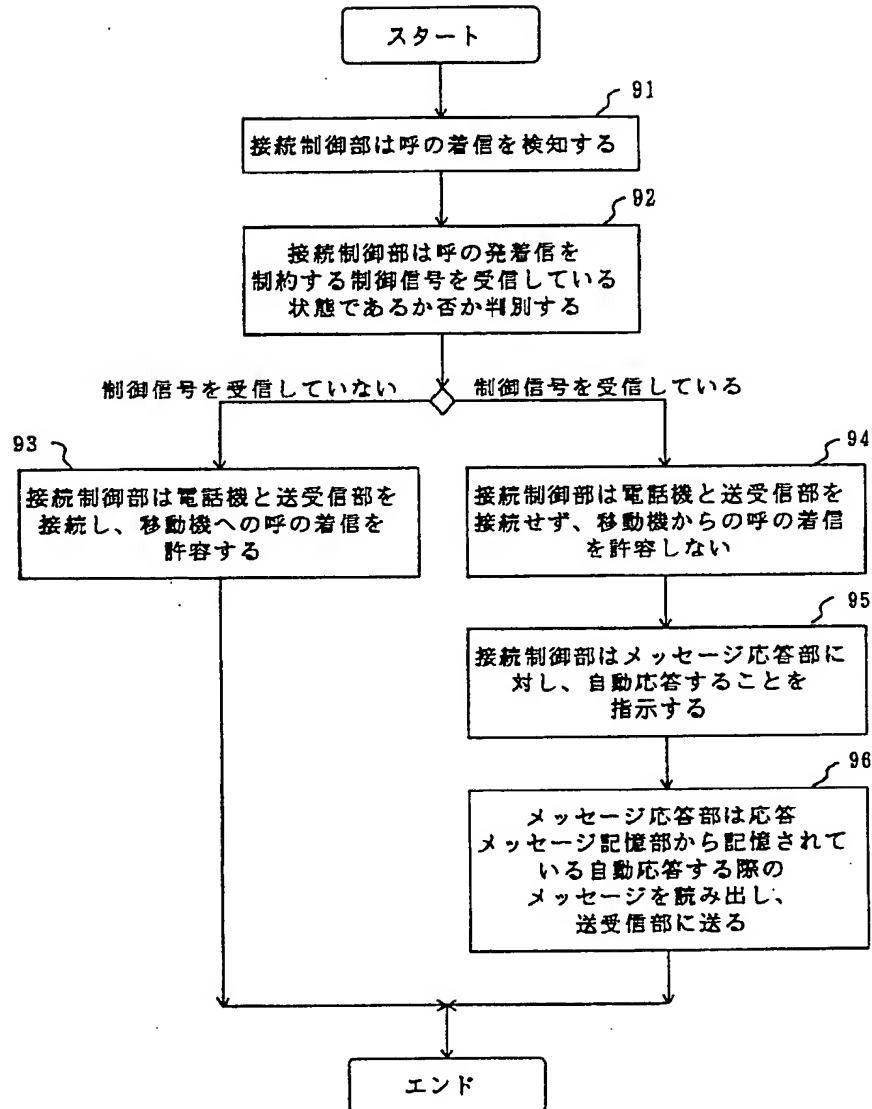 スタート
91
接続制御部は呼の着信を検知する
92
接続制御部は呼の発着信を
制約する制御信号を受信している
状態であるか否か判別する
制御信号を受信していない
制御信号を受信している
93
接続制御部は電話機と送受信部を
接続し、移動機への呼の着信を
許容する
94
接続制御部は電話機と送受信部を
接続せず、移動機からの呼の着信
を許容しない
95
接続制御部はメッセージ応答部に
対し、自動応答することを
指示する
96
メッセージ応答部は応答
メッセージ記憶部から記憶されて
いる自動応答する際の
メッセージを読み出し、
送受信部に送る
エンド